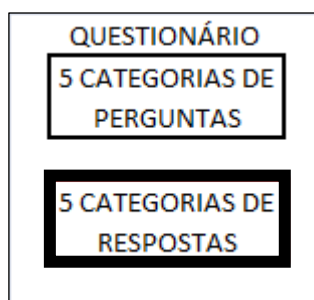 QUESTIONÁRIO
5 CATEGORIAS DE
PERGUNTAS
5 CATEGORIAS DE
RESPOSTAS